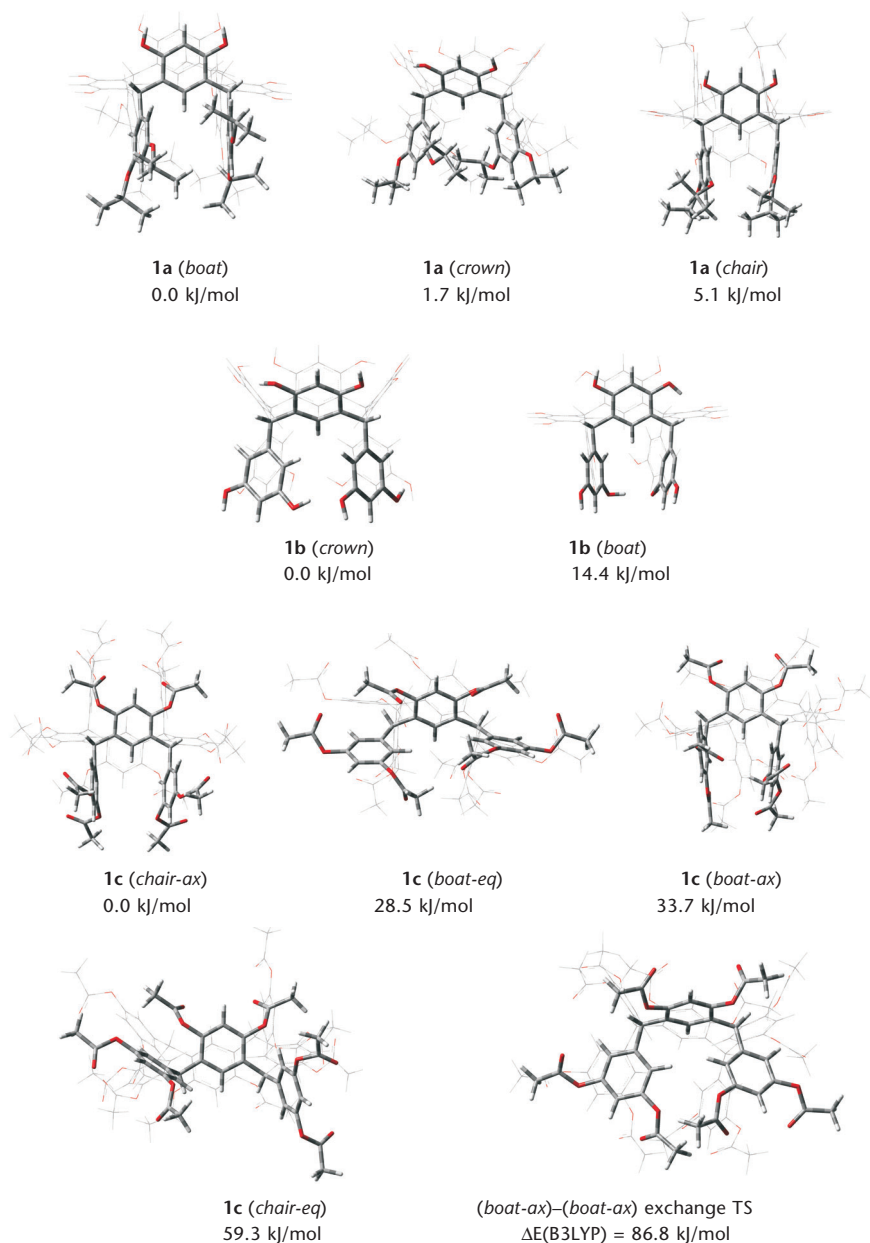 1a (boat)
0.0 kJ/mol
1a (crown)
1.7 kJ/mol
1a (chair)
5.1 kJ/mol
1b (crown)
0.0 kJ/mol
1b (boat)
14.4 kJ/mol
1c (chair-ax)
0.0 kJ/mol
1c (boat-eq)
28.5 kJ/mol
1c (boat-ax)
33.7 kJ/mol
1c (chair-eq)
59.3 kJ/mol
(boat-ax)–(boat-ax) exchange TS
ΔE(B3LYP) = 86.8 kJ/mol